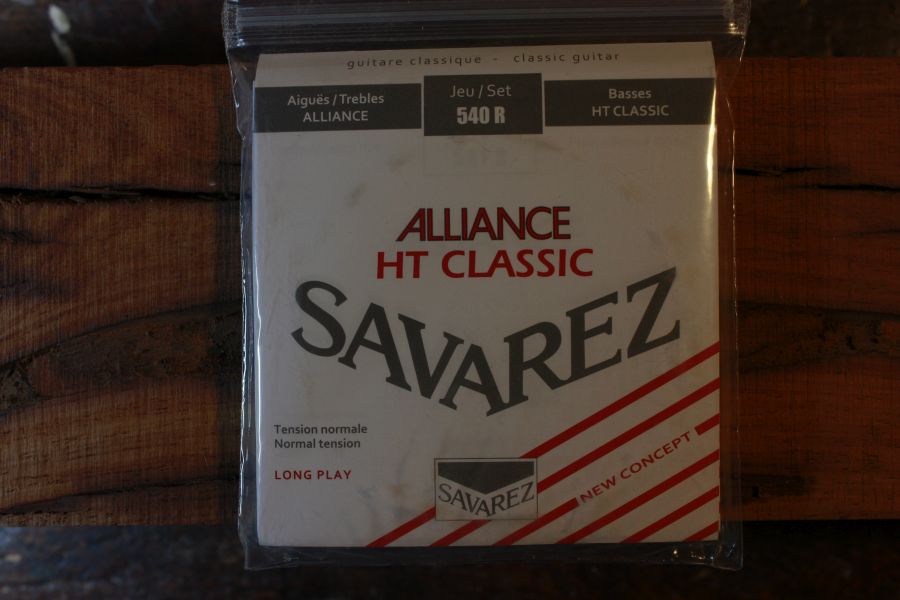 guitare classique - classic guitar
Aiguës / Trebles
ALLIANCE
Jeu / Set
540 R
Basses
HT CLASSIC
ALLIANCE
HT CLASSIC
SAVAREZ
Tension normale
Normal tension
LONG PLAY
SAVAREZ
NEW CONCEPT